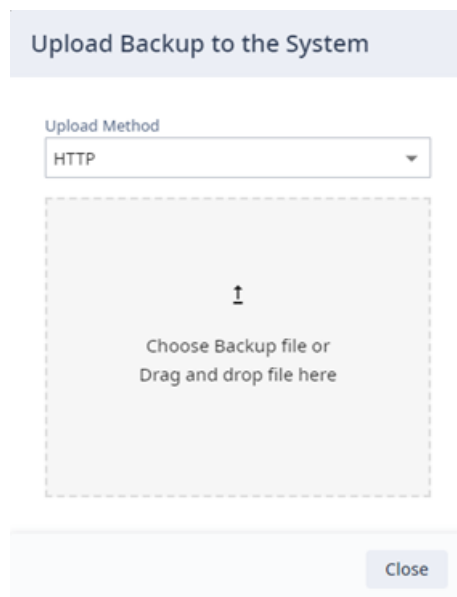 Upload Backup to the System
Upload Method
HTTP
Choose Backup file or
Drag and drop file here
Close